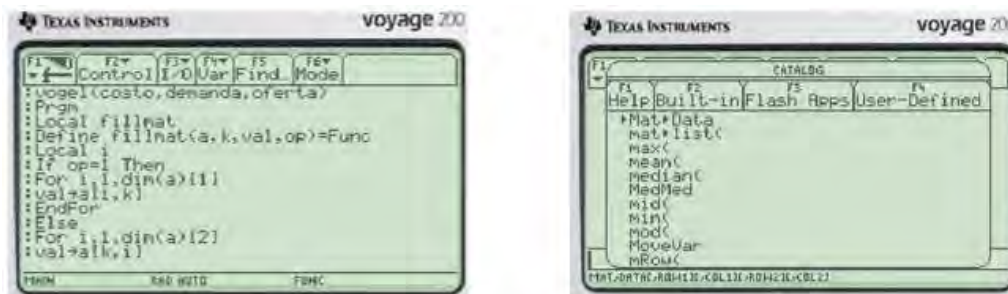 TEXAS INSTRUMENTS voyage 200
F1 F2 F3 F4 F5 F6
Control I/O Var Find… Mode
:vogel(costo,demanda,oferta)
:Prgm
:Local fillmat
:Define fillmat(a,k,val,op)=Func
:Local i
:If op=1 Then
:For i,1,dim(a)[1]
:val→a[i,k]
:EndFor
:Else
:For i,1,dim(a)[2]
:val→a[k,i]
MAIN RAD AUTO FUNC
TEXAS INSTRUMENTS voyage 20
F1
CATALOG
F1 F2 F3 F4
Help Built-in Flash Apps User-Defined
▶Mat▶Data
mat▶list(
max(
mean(
median(
MedMed
mid(
min(
mod(
MoveVar
mRow(